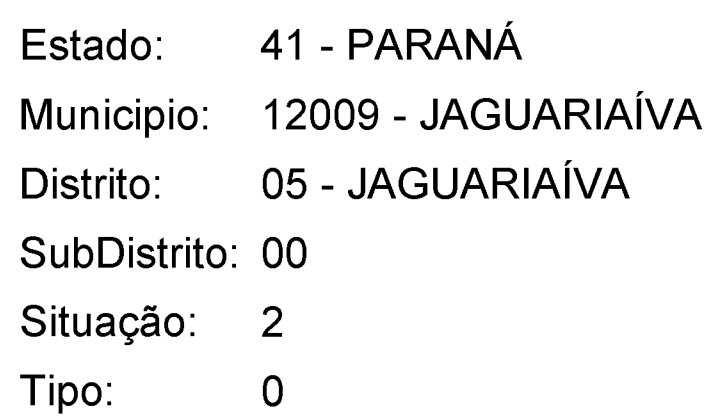 Estado: 41 - PARANÁ
Municipio: 12009 - JAGUARIAÍVA
Distrito: 05 - JAGUARIAÍVA
SubDistrito: 00
Situação: 2
Tipo: 0